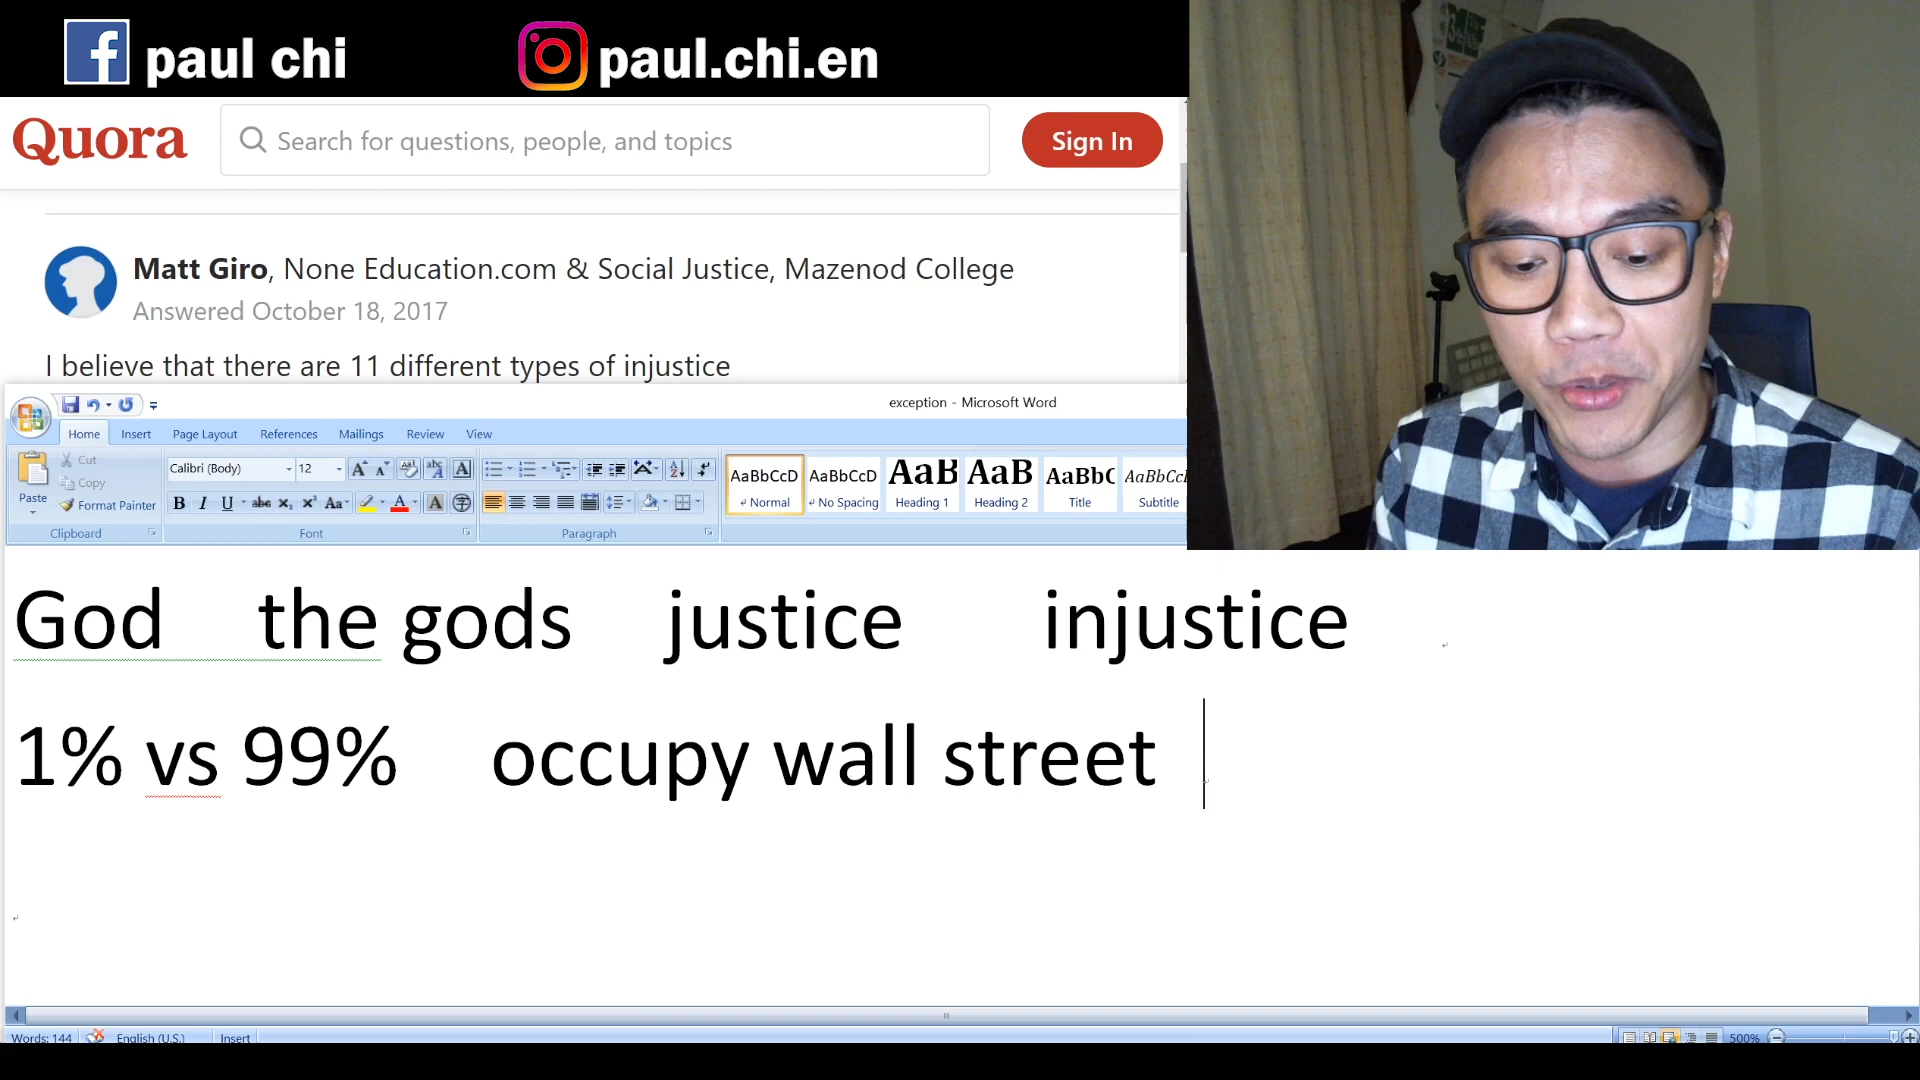 paul chi
paul.chi.en
Quora
Search for questions, people, and topics
Sign In
Matt Giro, None Education.com & Social Justice, Mazenod College
Answered October 18, 2017
I believe that there are 11 different types of injustice
exception - Microsoft Word
Home Insert Page Layout References Mailings Review View
Paste
Cut
Copy
Format Painter
Clipboard
Calibri (Body) 12
Font
Paragraph
AaBbCcD AaBbCcD AaB AaB AaBbC AaBbCc
Normal No Spacing Heading 1 Heading 2 Title Subtitle
God the gods justice injustice
1% vs 99% occupy wall street
Words: 144 English (U.S.) Insert 500%